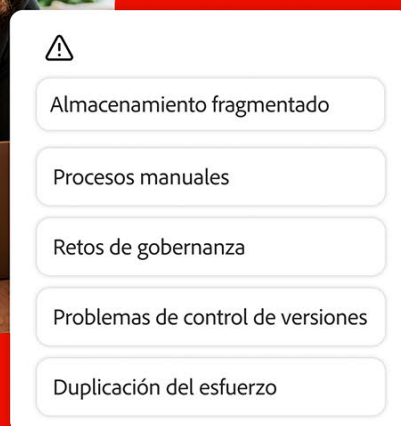 Almacenamiento fragmentado
Procesos manuales
Retos de gobernanza
Problemas de control de versiones
Duplicación del esfuerzo